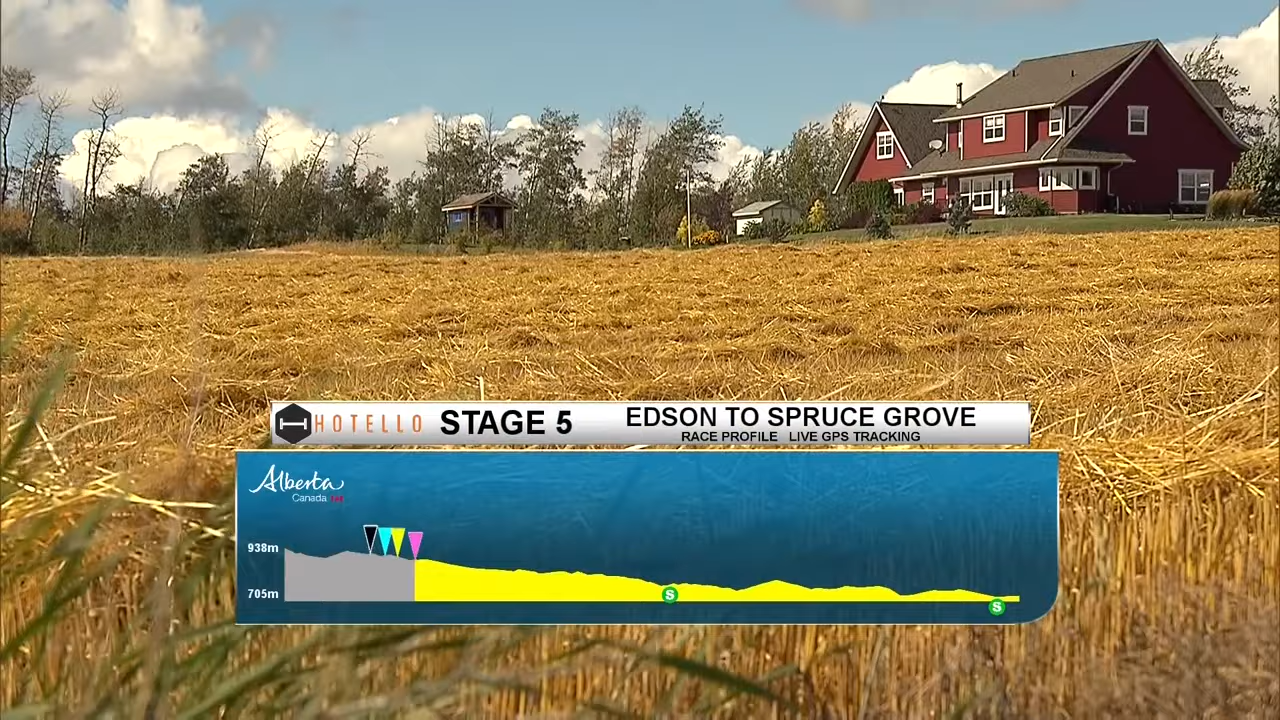 HOTELLO STAGE 5 EDSON TO SPRUCE GROVE
RACE PROFILE LIVE GPS TRACKING
Alberta
Canada
938m
705m
S
S